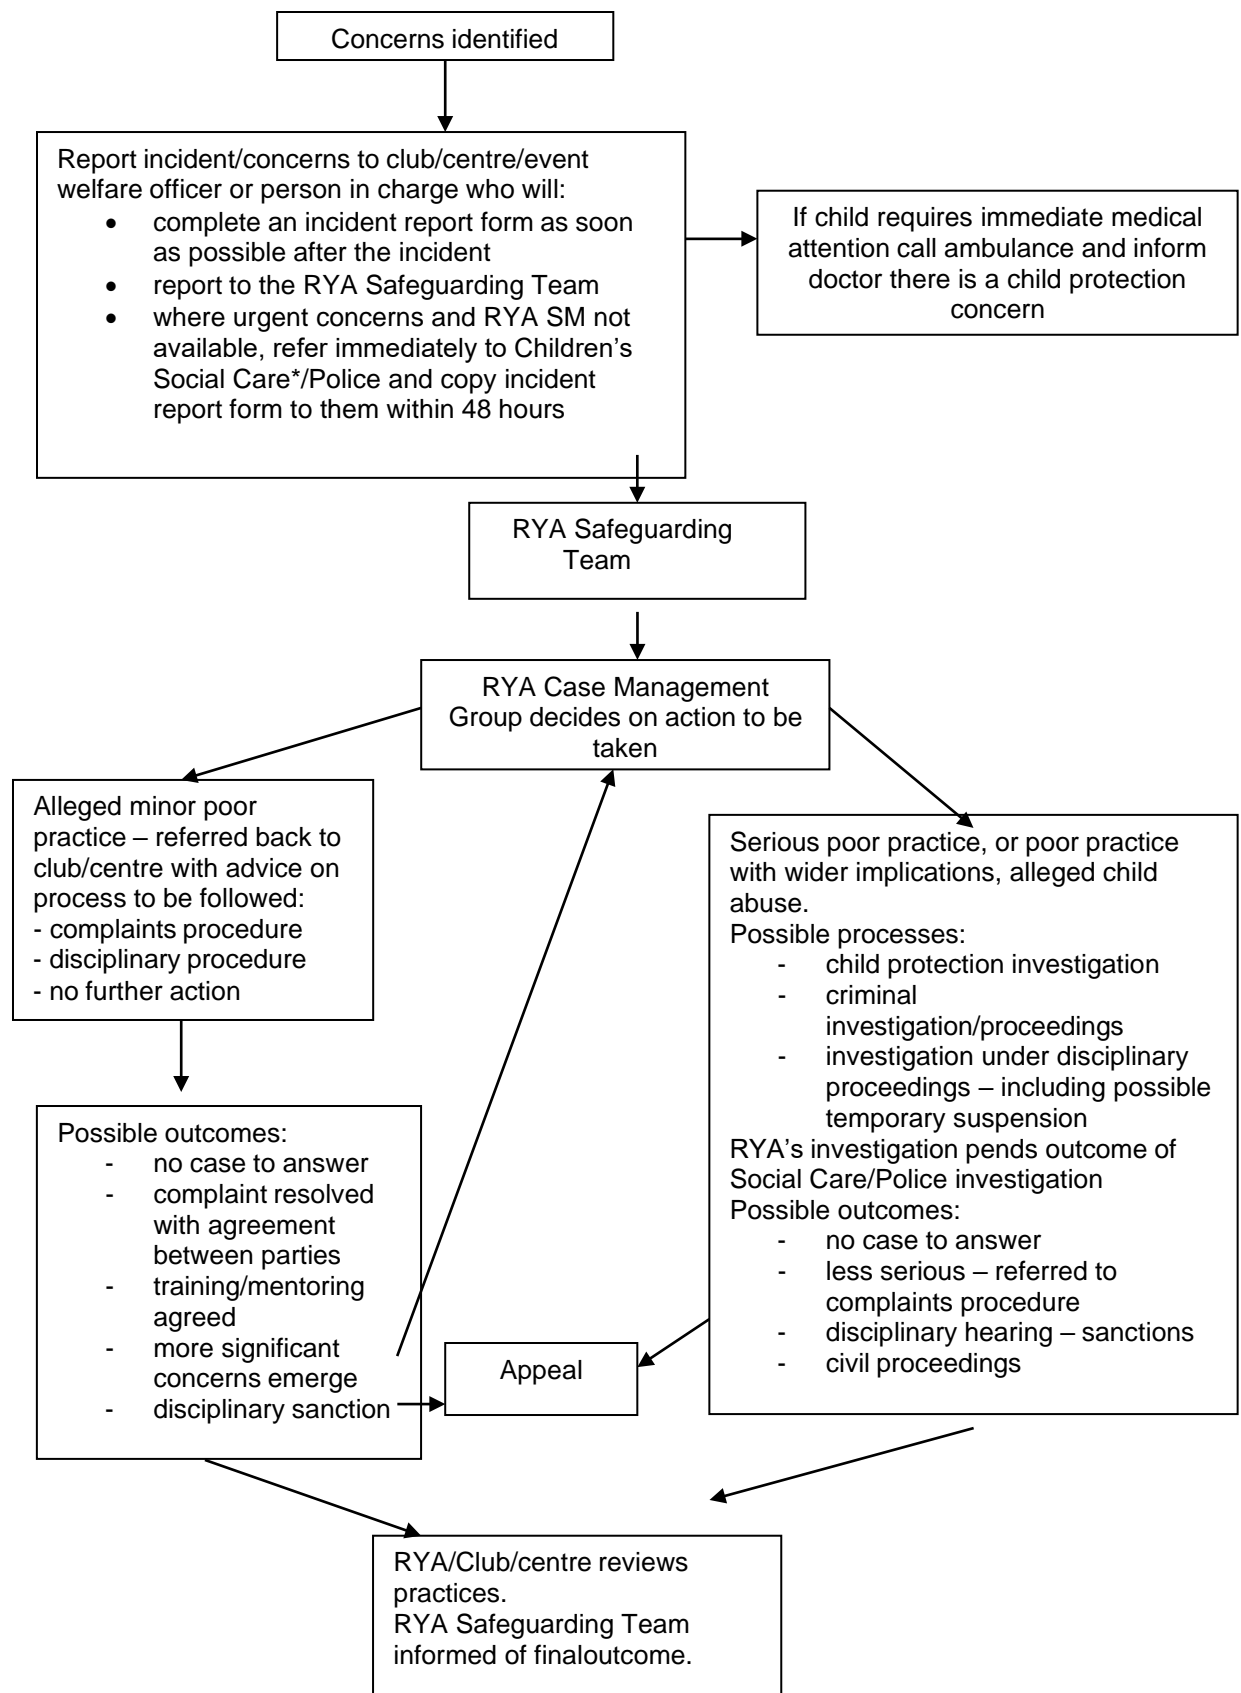 Concerns identified
Report incident/concerns to club/centre/event
welfare officer or person in charge who will:
• complete an incident report form as soon
as possible after the incident
• report to the RYA Safeguarding Team
• where urgent concerns and RYA SM not
available, refer immediately to Children’s
Social Care*/Police and copy incident
report form to them within 48 hours
If child requires immediate medical
attention call ambulance and inform
doctor there is a child protection
concern
RYA Safeguarding
Team
RYA Case Management
Group decides on action to be
taken
Alleged minor poor
practice – referred back to
club/centre with advice on
process to be followed:
- complaints procedure
- disciplinary procedure
- no further action
Serious poor practice, or poor practice
with wider implications, alleged child
abuse.
Possible processes:
- child protection investigation
- criminal
investigation/proceedings
- investigation under disciplinary
proceedings – including possible
temporary suspension
RYA’s investigation pends outcome of
Social Care/Police investigation
Possible outcomes:
- no case to answer
- less serious – referred to
complaints procedure
- disciplinary hearing – sanctions
- civil proceedings
Possible outcomes:
- no case to answer
- complaint resolved
with agreement
between parties
- training/mentoring
agreed
- more significant
concerns emerge
- disciplinary sanction
Appeal
RYA/Club/centre reviews
practices.
RYA Safeguarding Team
informed of finaloutcome.